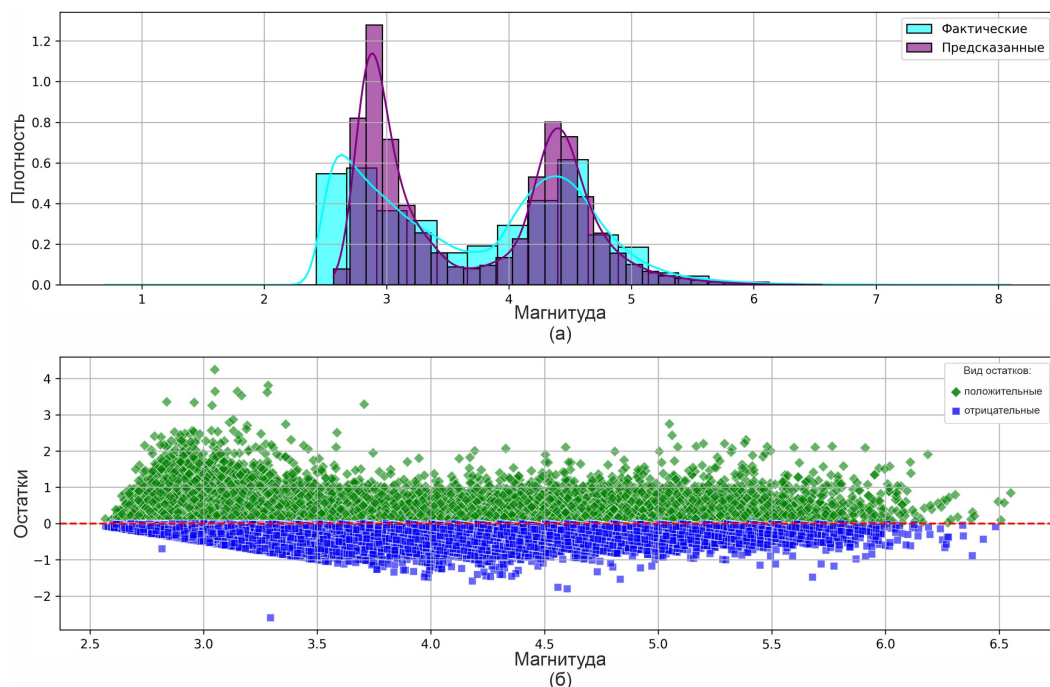 Плотность
1.2
1.0
0.8
0.6
0.4
0.2
0.0
Фактические
Предсказанные
1 2 3 4 5 6 7 8
Магнитуда
(а)
Остатки
4
3
2
1
0
−1
−2
Вид остатков:
положительные
отрицательные
2.5 3.0 3.5 4.0 4.5 5.0 5.5 6.0 6.5
Магнитуда
(б)